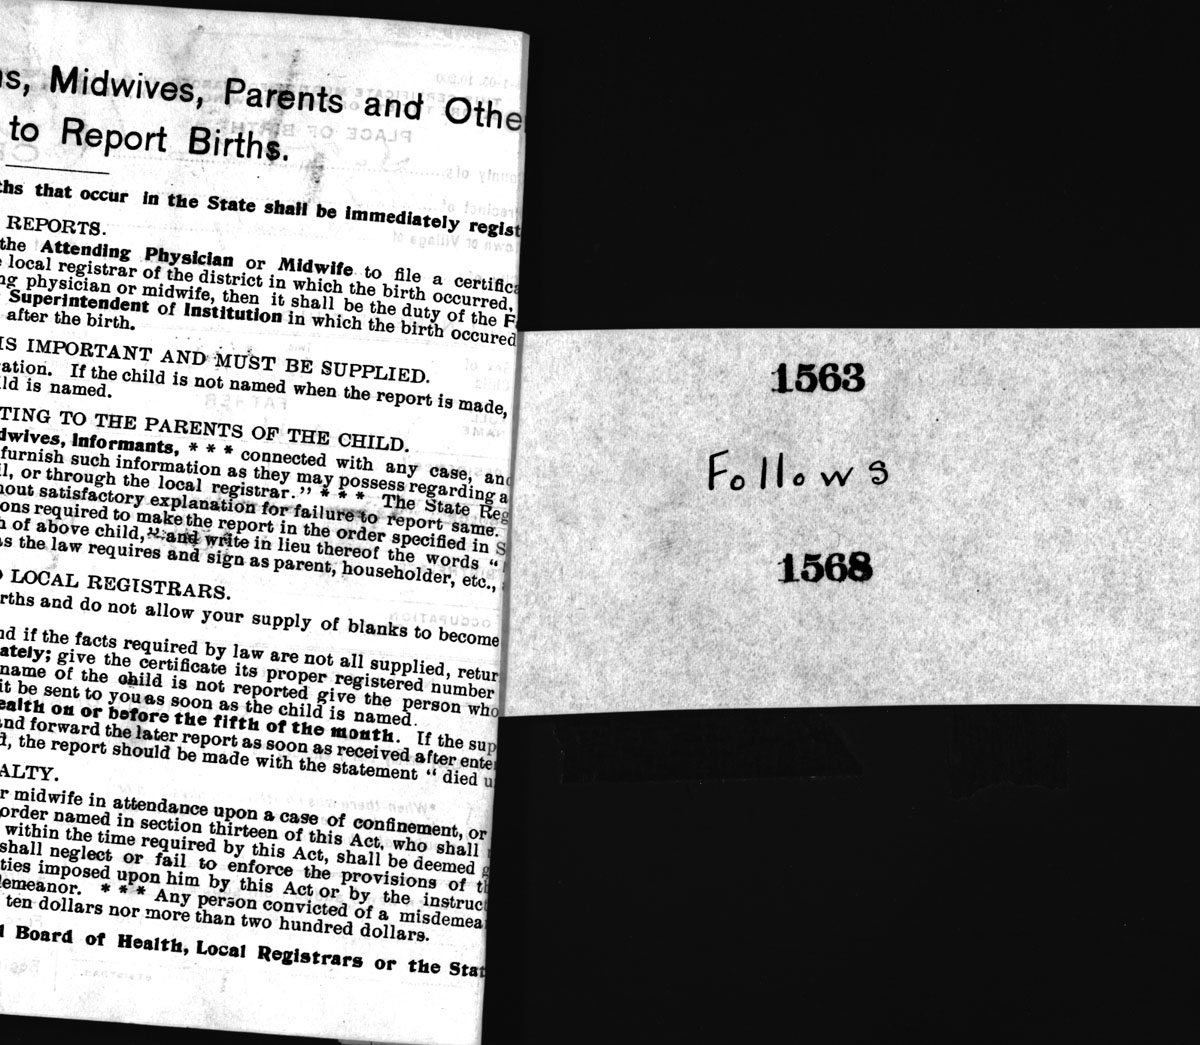 s, Midwives, Parents and Othe
to Report Births.
ths that occur in the State shall be immediately regist
REPORTS.
the Attending Physician or Midwife to file a certifica
local registrar of the district in which the birth occurred,
ng physician or midwife, then it shall be the duty of the F
Superintendent of Institution in which the birth occured
after the birth.
IS IMPORTANT AND MUST BE SUPPLIED.
ation. If the child is not named when the report is made,
ld is named.
TING TO THE PARENTS OF THE CHILD.
dwives, Informants, * * * connected with any case, and
furnish such information as they may possess regarding a
l, or through the local registrar." * * * The State Reg
hout satisfactory explanation for failure to report same.
ons required to make the report in the order specified in S
h of above child," and write in lieu thereof the words "
as the law requires and sign as parent, householder, etc.,
LOCAL REGISTRARS.
rths and do not allow your supply of blanks to become
nd if the facts required by law are not all supplied, retur
ately; give the certificate its proper registered number
name of the child is not reported give the person who
it be sent to you as soon as the child is named.
ealth on or before the fifth of the month. If the sup
and forward the later report as soon as received after ente
d, the report should be made with the statement "died u
ALTY.
r midwife in attendance upon a case of confinement, or
order named in section thirteen of this Act, who shall
within the time required by this Act, shall be deemed g
shall neglect or fail to enforce the provisions of th
ties imposed upon him by this Act or by the instruct
demeanor. * * * Any person convicted of a misdemea
ten dollars nor more than two hundred dollars.
l Board of Health, Local Registrars or the Stat
1563
Follows
1568